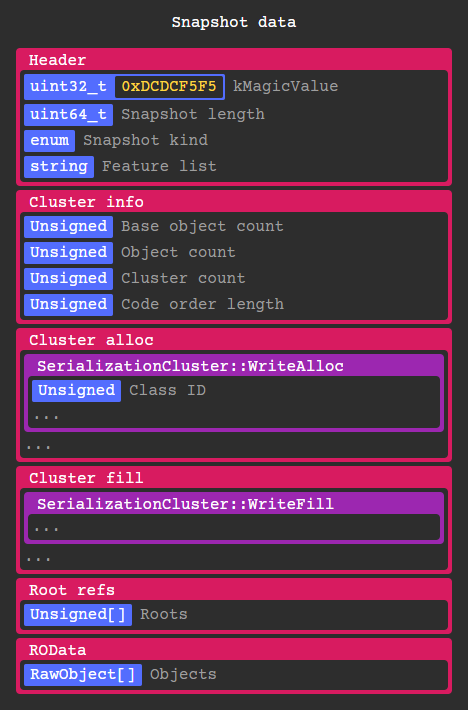 Snapshot data
Header
uint32_t 0xDCDCF5F5 kMagicValue
uint64_t Snapshot length
enum Snapshot kind
string Feature list
Cluster info
Unsigned Base object count
Unsigned Object count
Unsigned Cluster count
Unsigned Code order length
Cluster alloc
SerializationCluster::WriteAlloc
Unsigned Class ID
...
...
Cluster fill
SerializationCluster::WriteFill
...
...
Root refs
Unsigned[] Roots
ROData
RawObject[] Objects